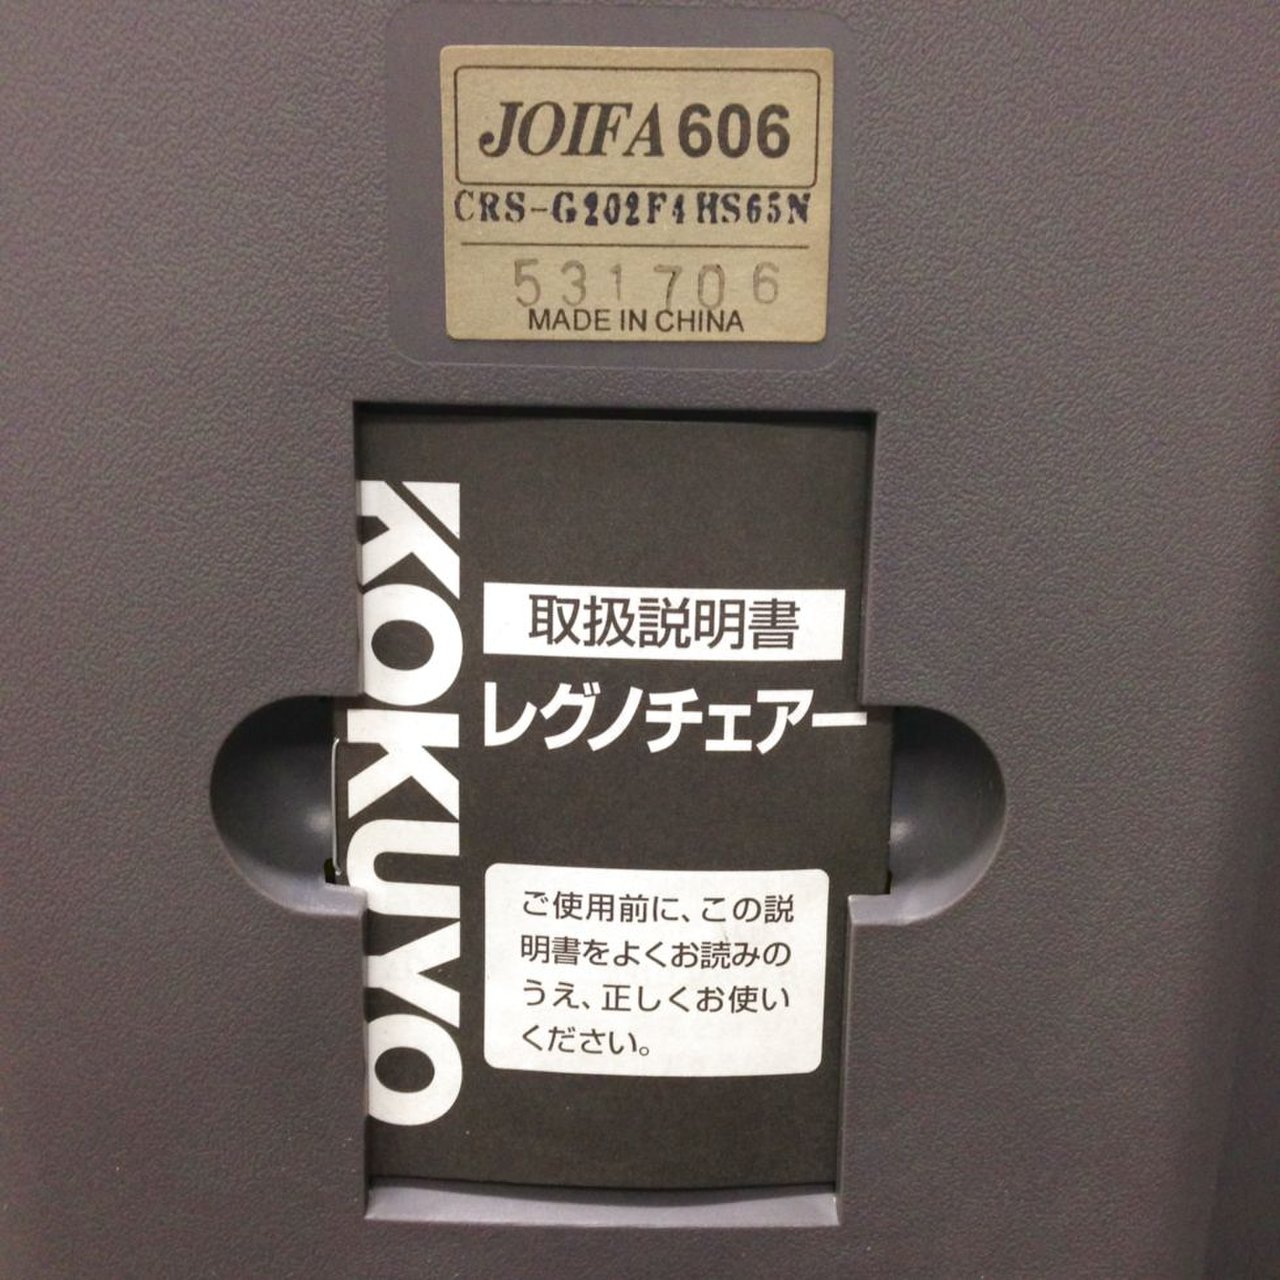 JOIFA 606
CRS-G202F4HS65N
531706
MADE IN CHINA
KOKUYO
取扱説明書
レグノチェアー
ご使用前に、この説
明書をよくお読みの
うえ、正しくお使い
ください。